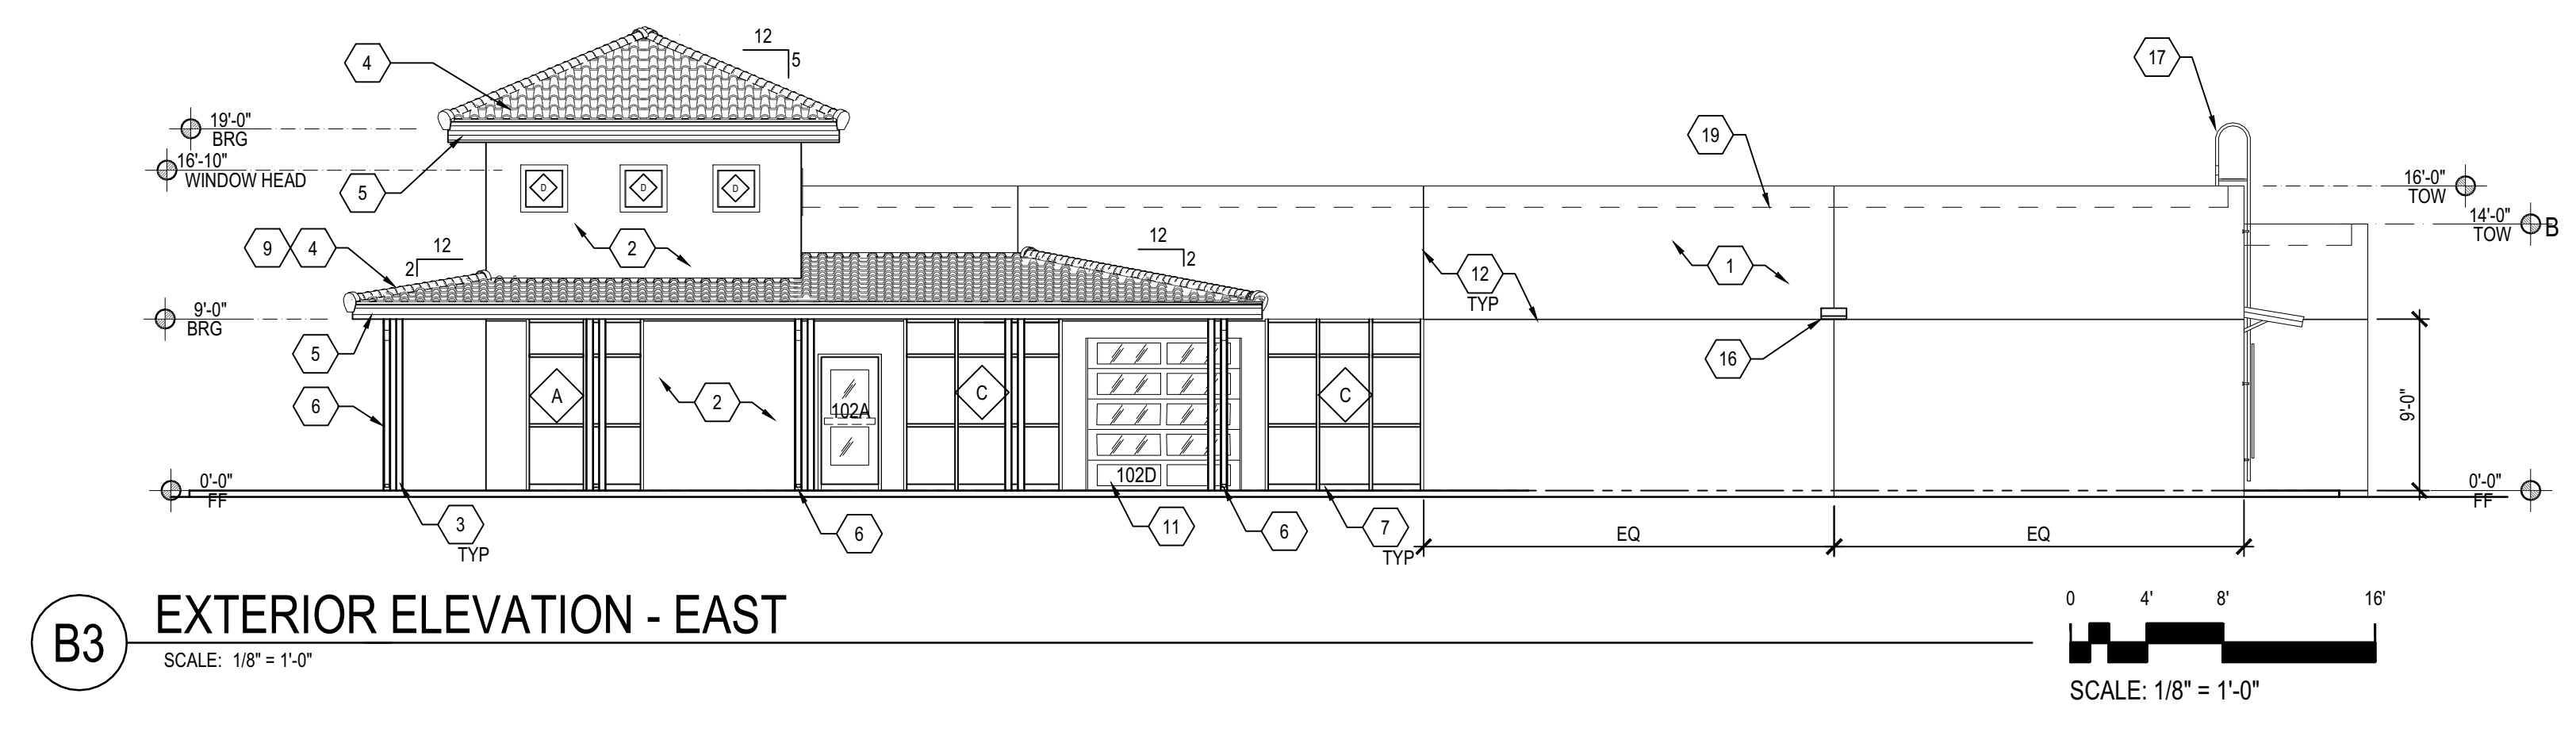 12
5
4
17
19'-0"
BRG
16'-10"
WINDOW HEAD
19
5
D
D
D
16'-0"
TOW
14'-0"
TOW
B
9
4
12
2
2
12
2
12
TYP
1
9'-0"
BRG
16
5
6
A
2
102A
C
C
9'-0"
102D
0'-0"
FF
0'-0"
FF
3
TYP
6
11
6
7
TYP
EQ
EQ
B3
EXTERIOR ELEVATION - EAST
SCALE: 1/8" = 1'-0"
0 4' 8' 16'
SCALE: 1/8" = 1'-0"